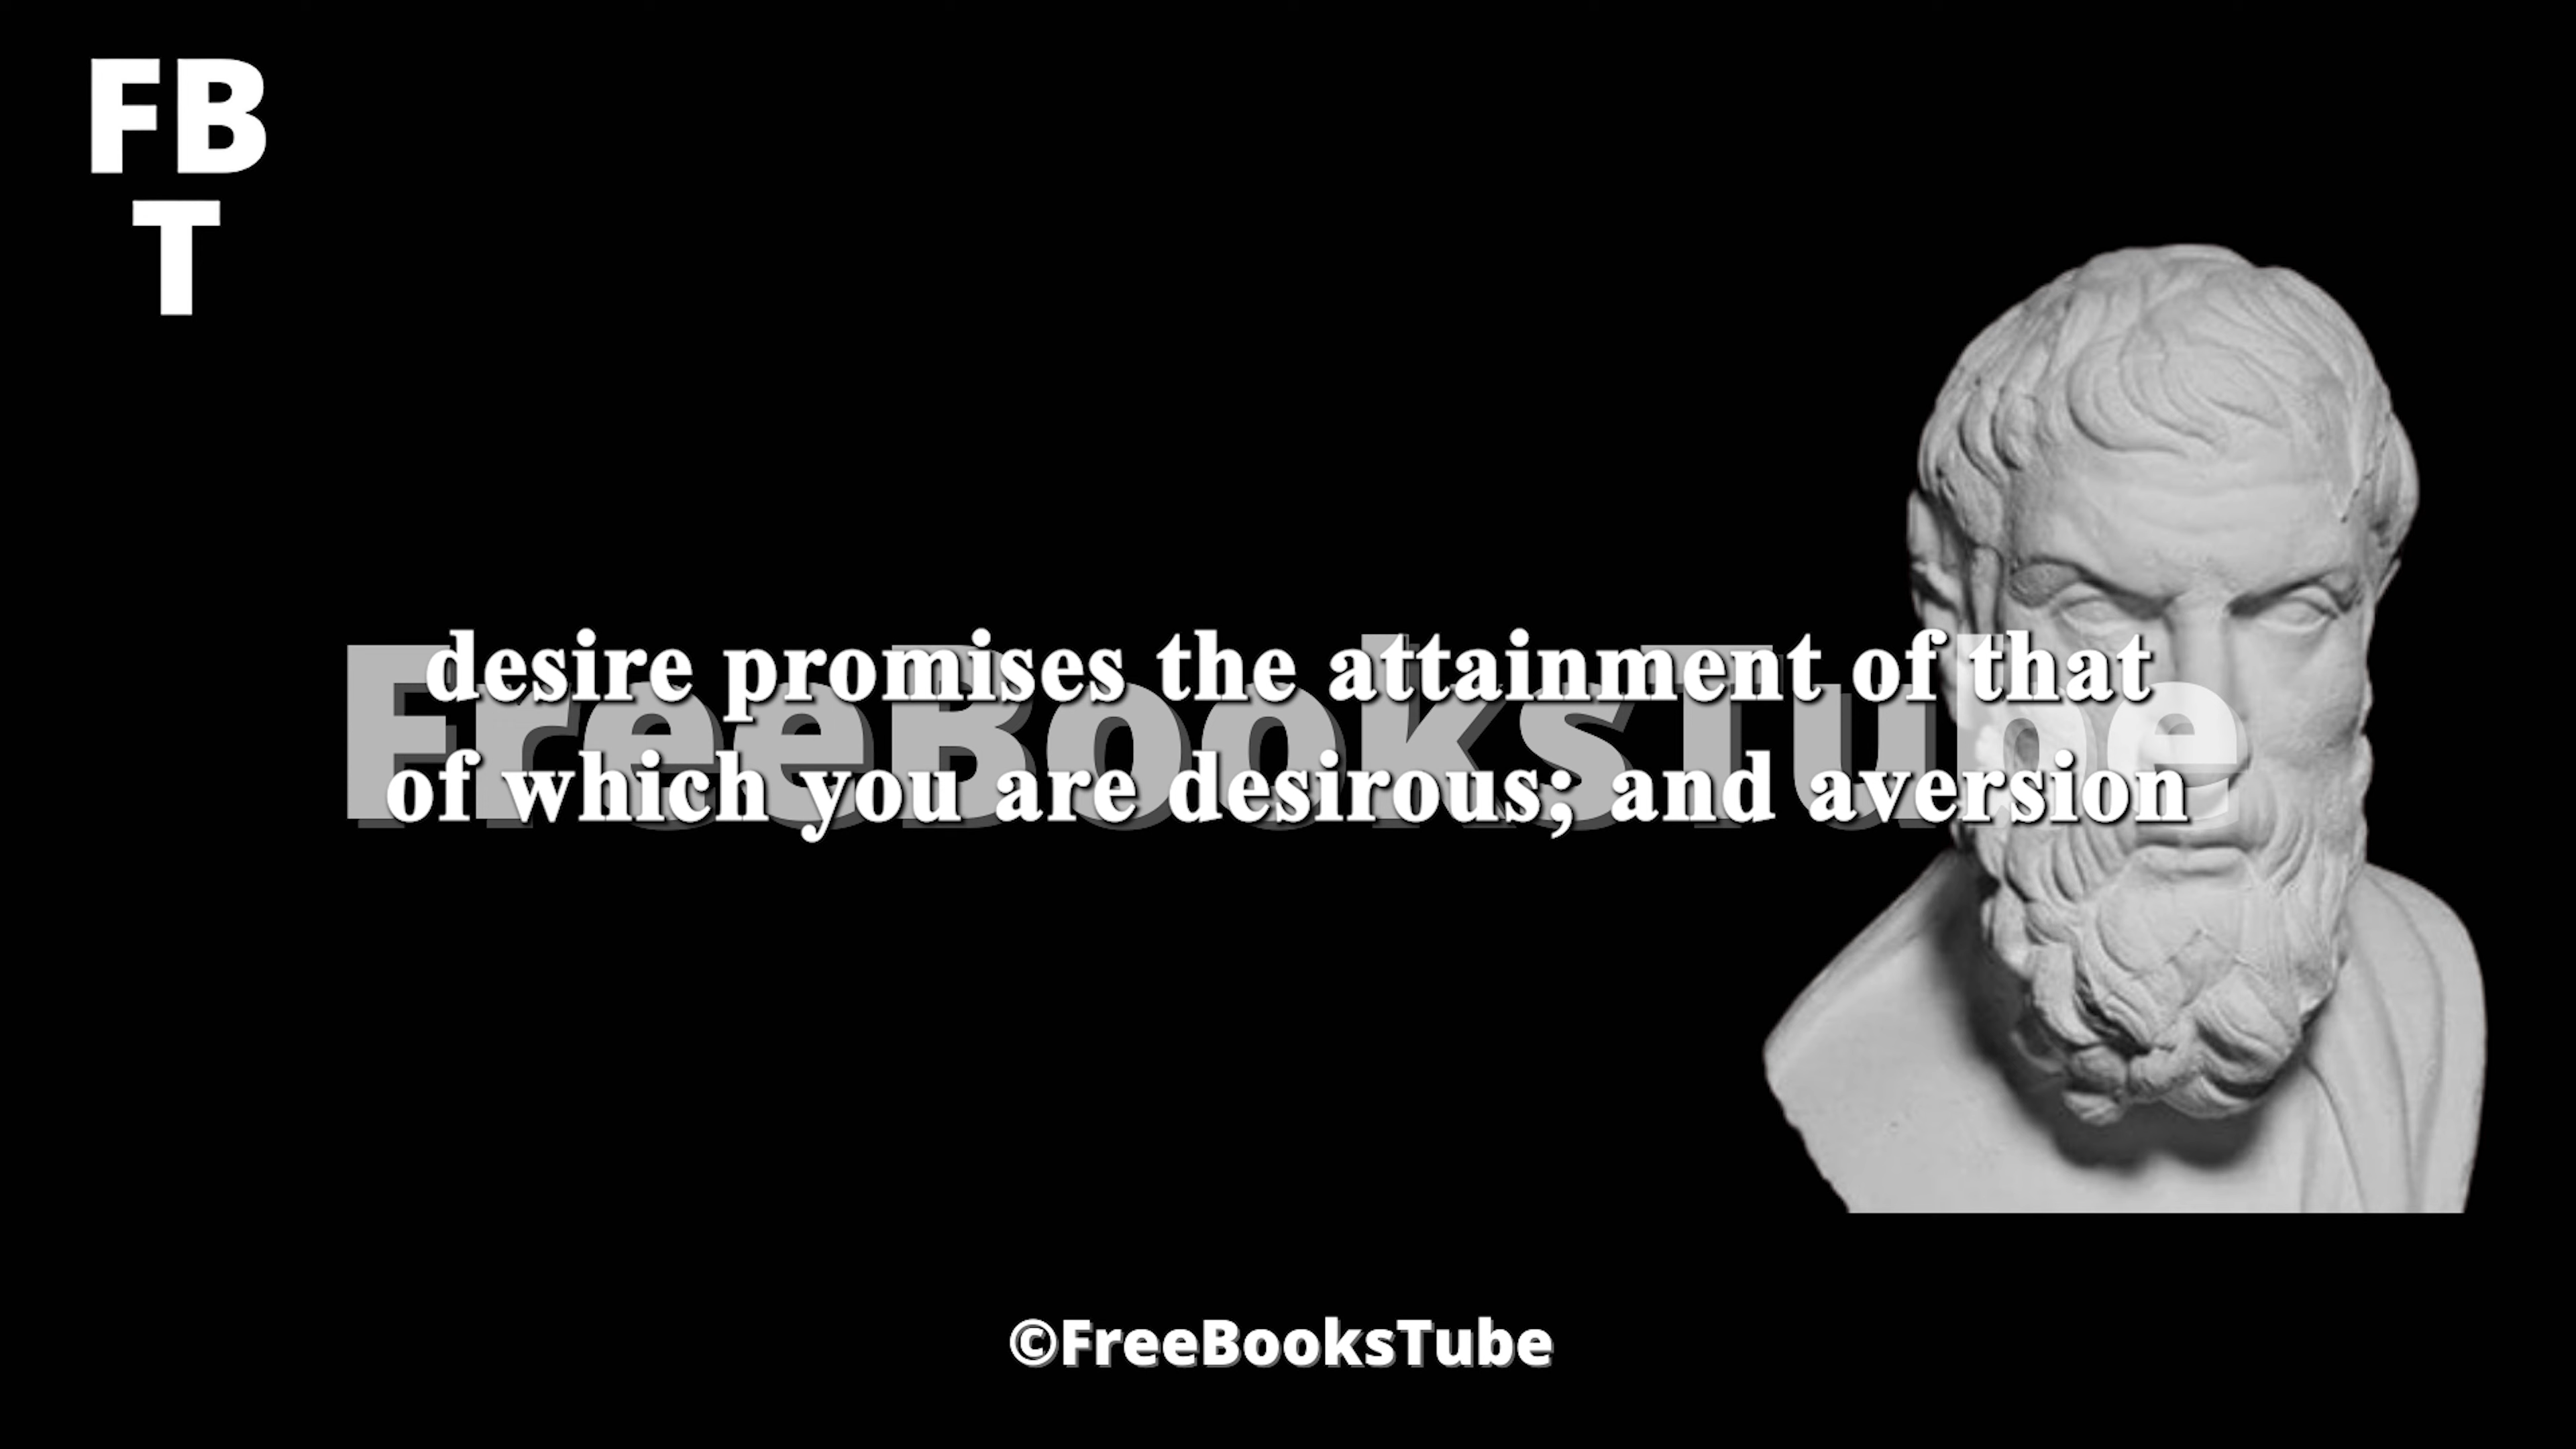 FB
T
FreeBooksTube
desire promises the attainment of that
of which you are desirous; and aversion
©FreeBooksTube